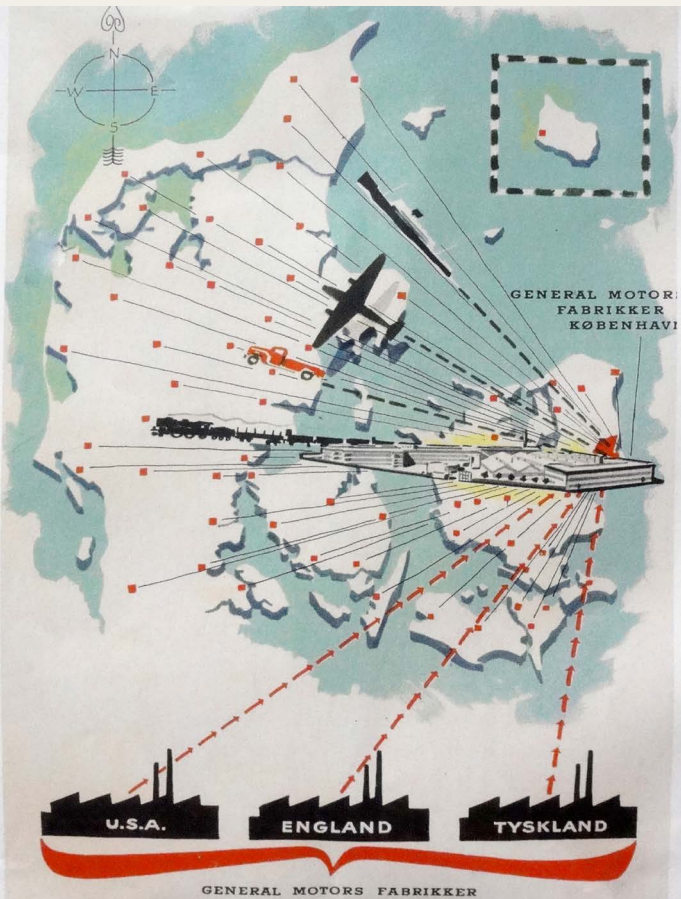 N
W E
S
GENERAL MOTORS
FABRIKKER
KØBENHAVN
U.S.A.
ENGLAND
TYSKLAND
GENERAL MOTORS FABRIKKER